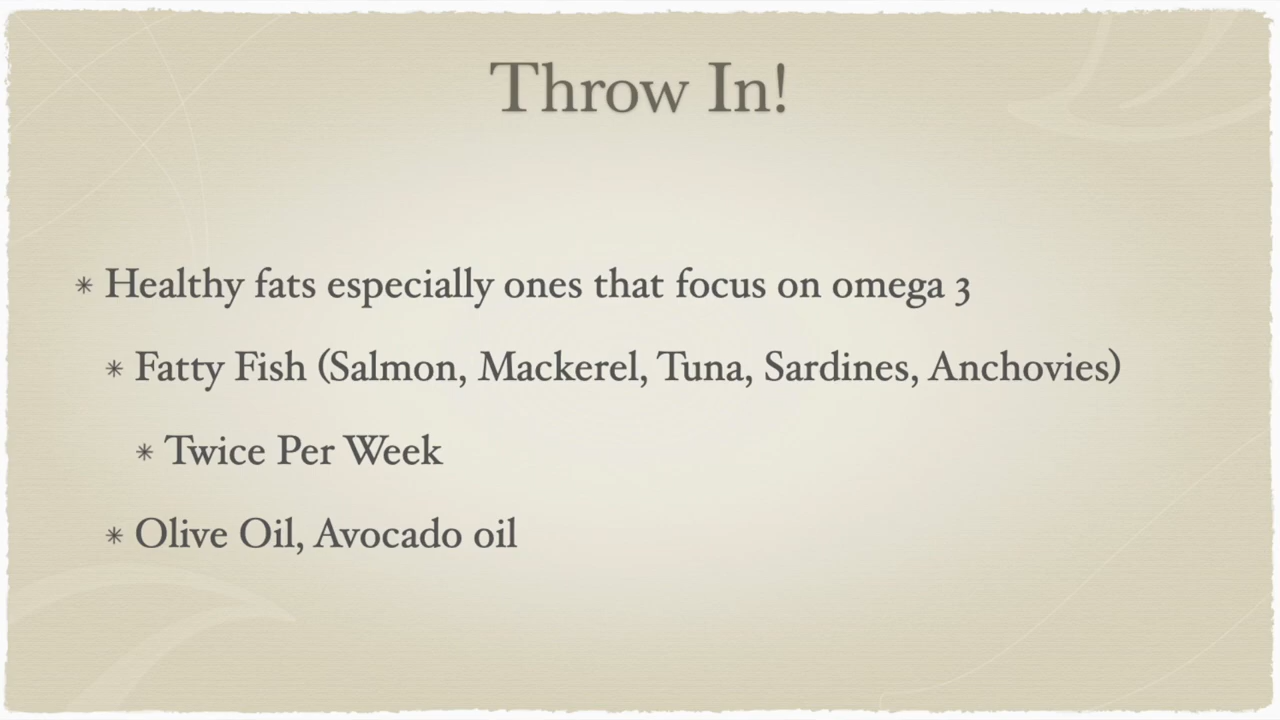 Throw In!
* Healthy fats especially ones that focus on omega 3
* Fatty Fish (Salmon, Mackerel, Tuna, Sardines, Anchovies)
* Twice Per Week
* Olive Oil, Avocado oil